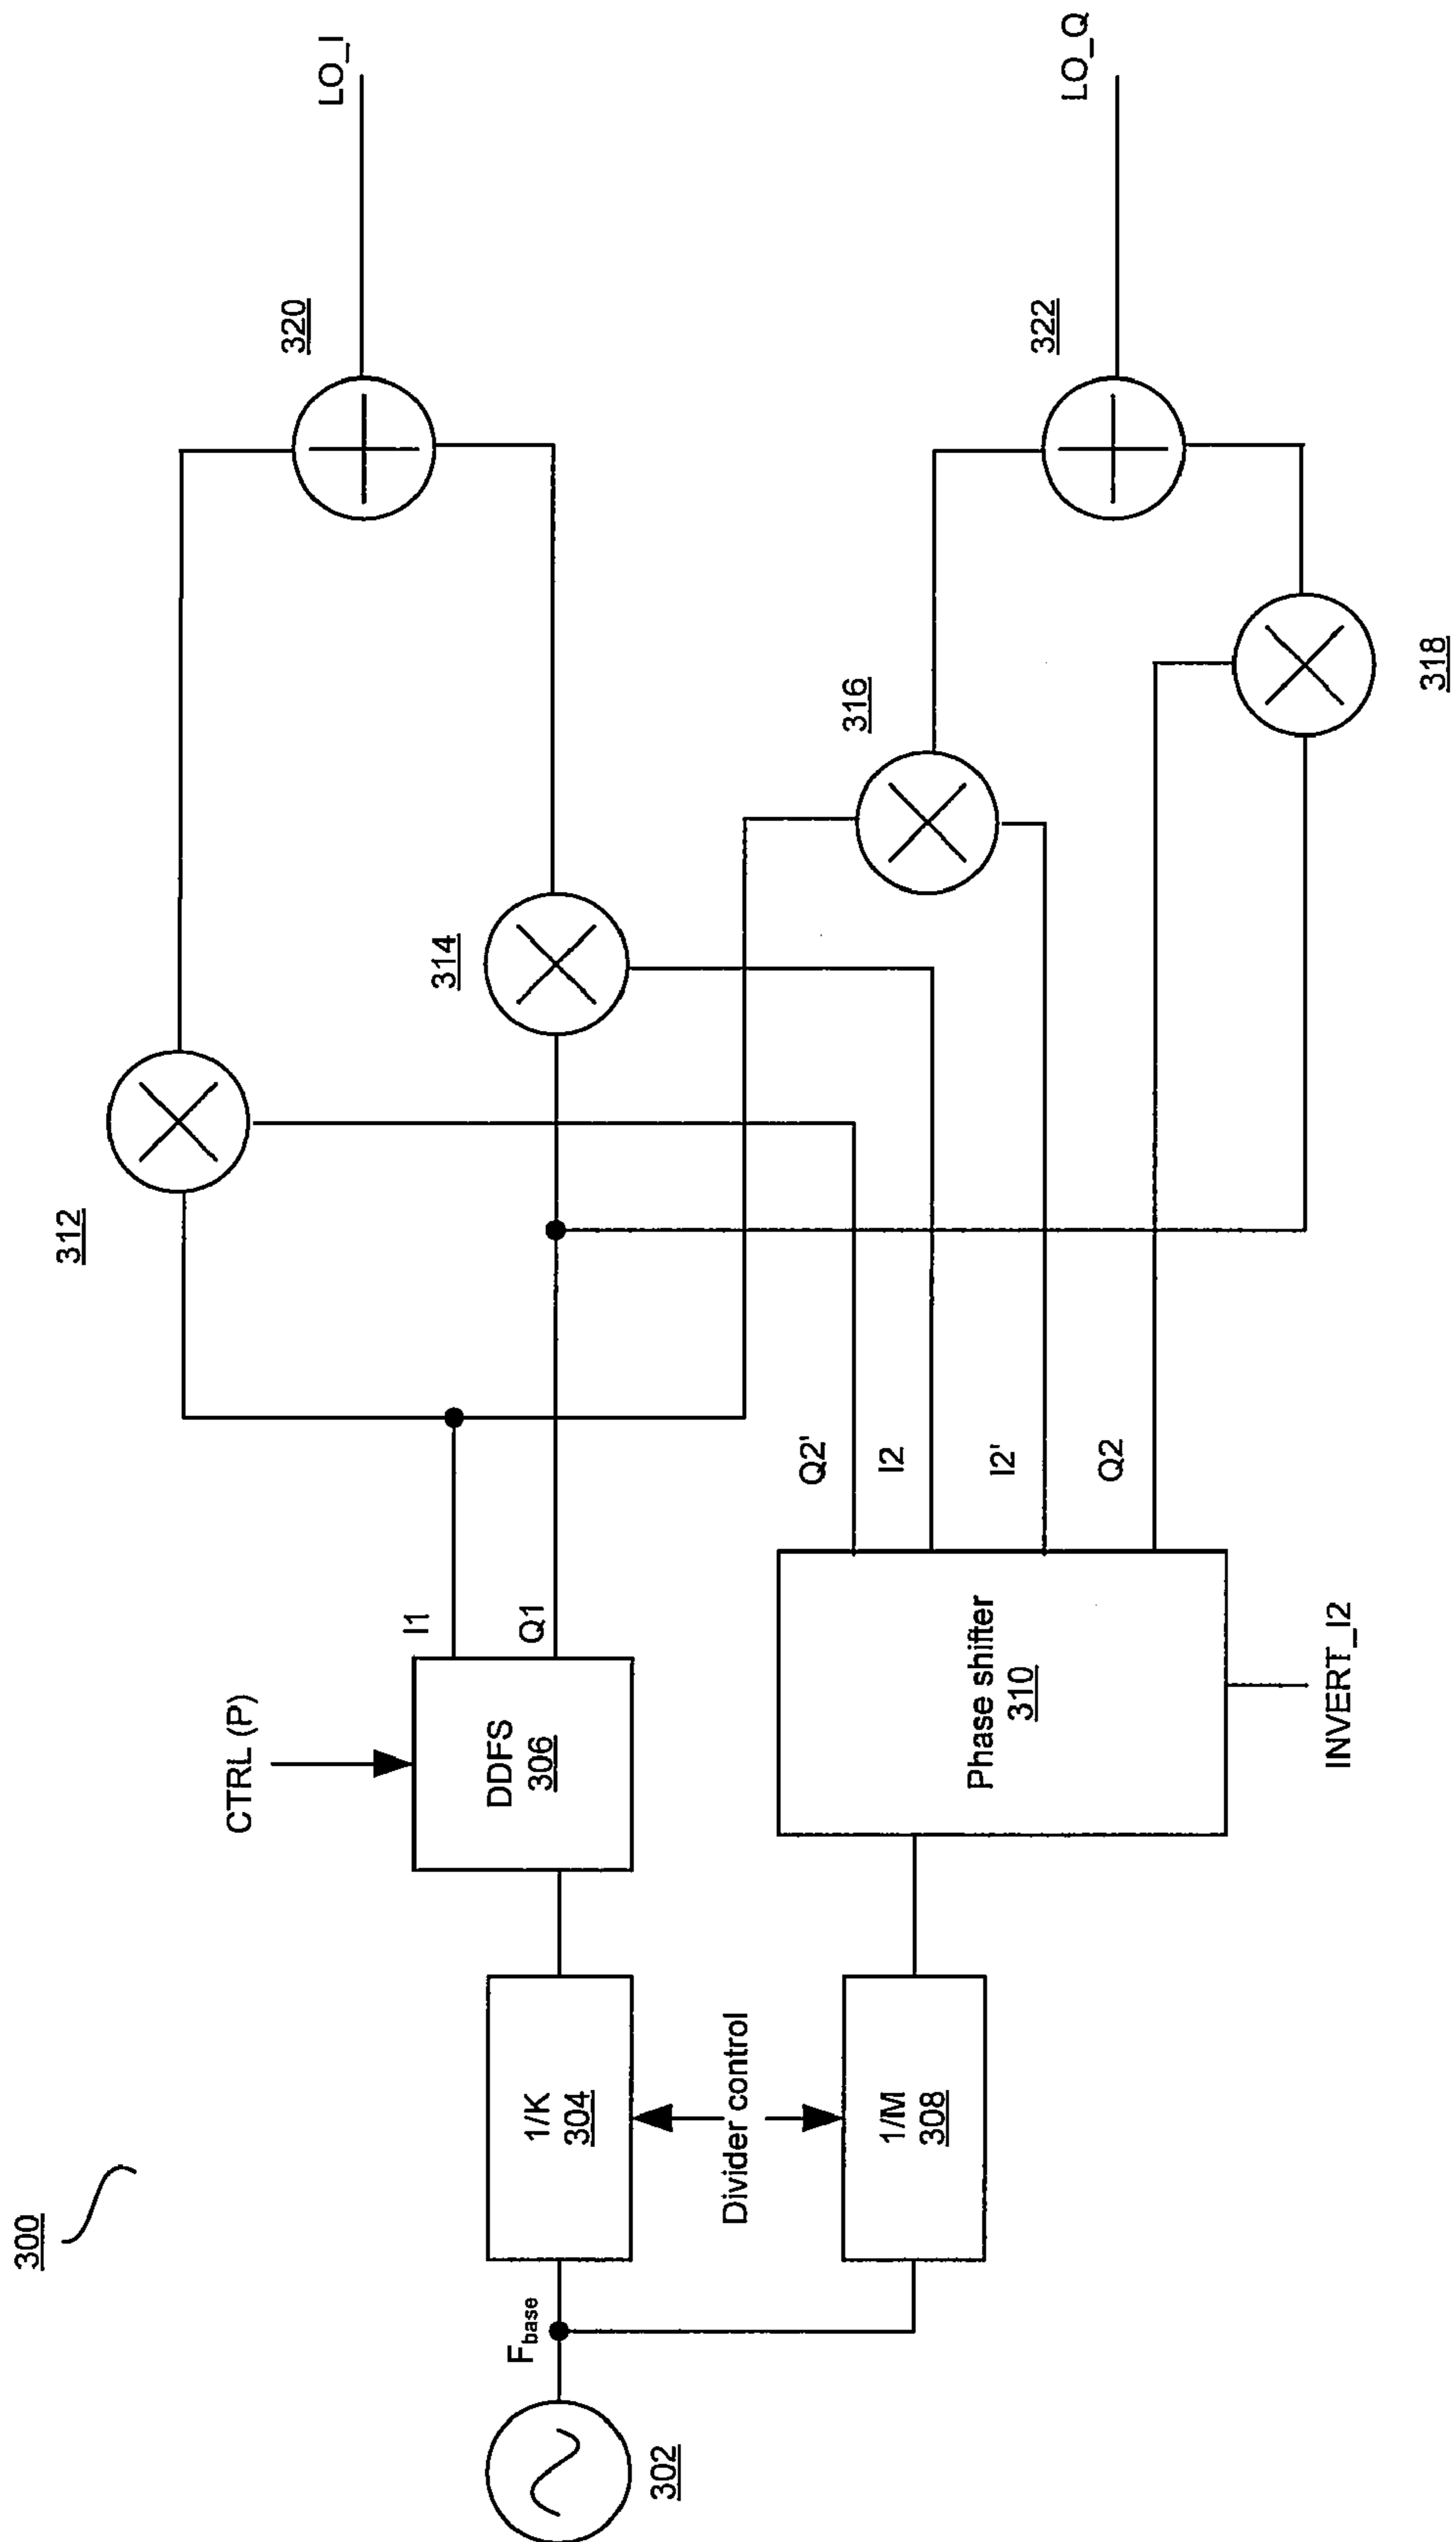 300
302
F_base
1/K
304
Divider control
1/M
308
CTRL (P)
DDFS
306
I1
Q1
Phase shifter
310
INVERT_I2
Q2'
I2
I2'
Q2
312
314
316
318
320
322
LO_I
LO_Q